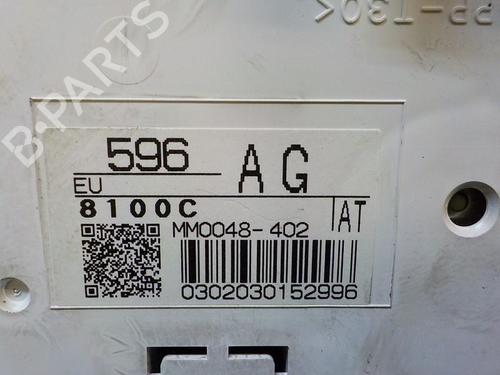 PP-T30<
596 AG
EU
8100C
MM0048-402 AT
0302030152996
B-PARTS